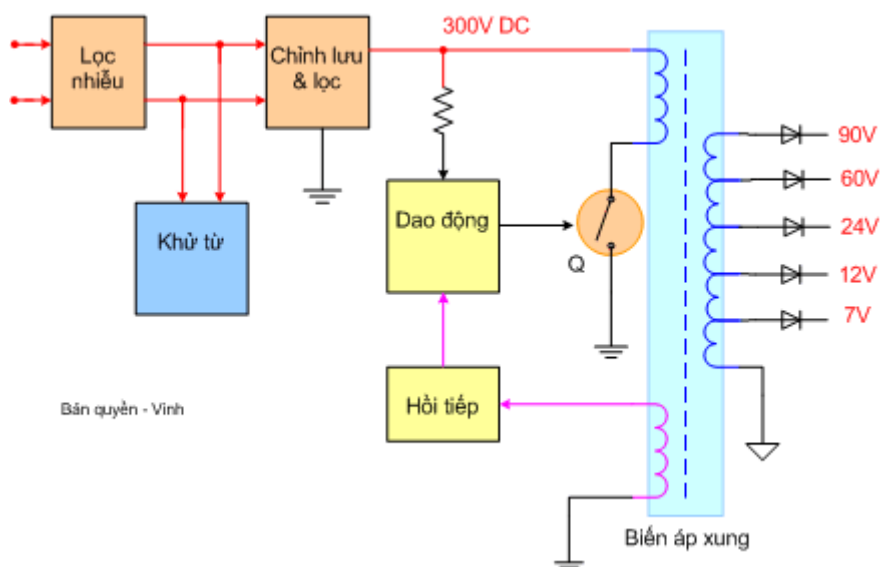 300V DC
Lọc
nhiễu
Chỉnh lưu
& lọc
90V
60V
24V
12V
7V
Khử từ
Dao động
Q
Hồi tiếp
Bản quyền - Vinh
Biến áp xung